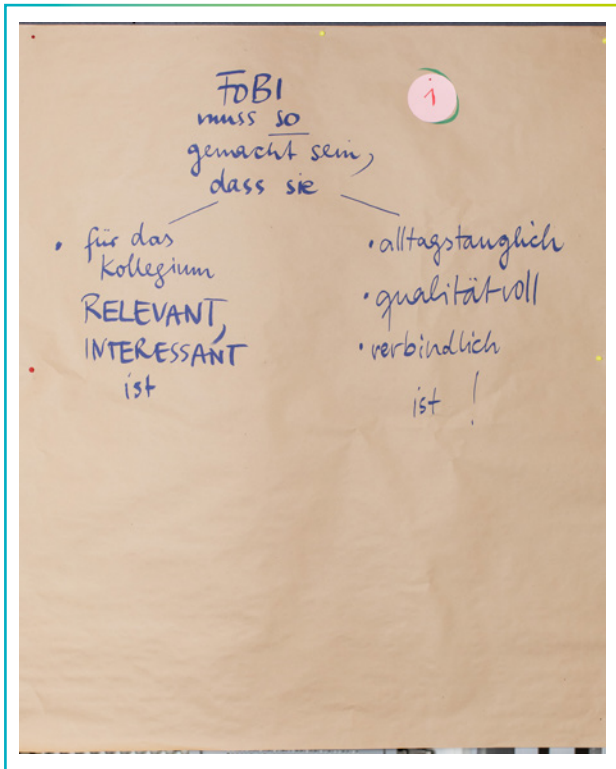 FOBI
muss so
gemacht sein,
dass sie
1
• für das
Kollegium
RELEVANT,
INTERESSANT
ist
• alltagstauglich
• qualitätvoll
• verbindlich
ist !